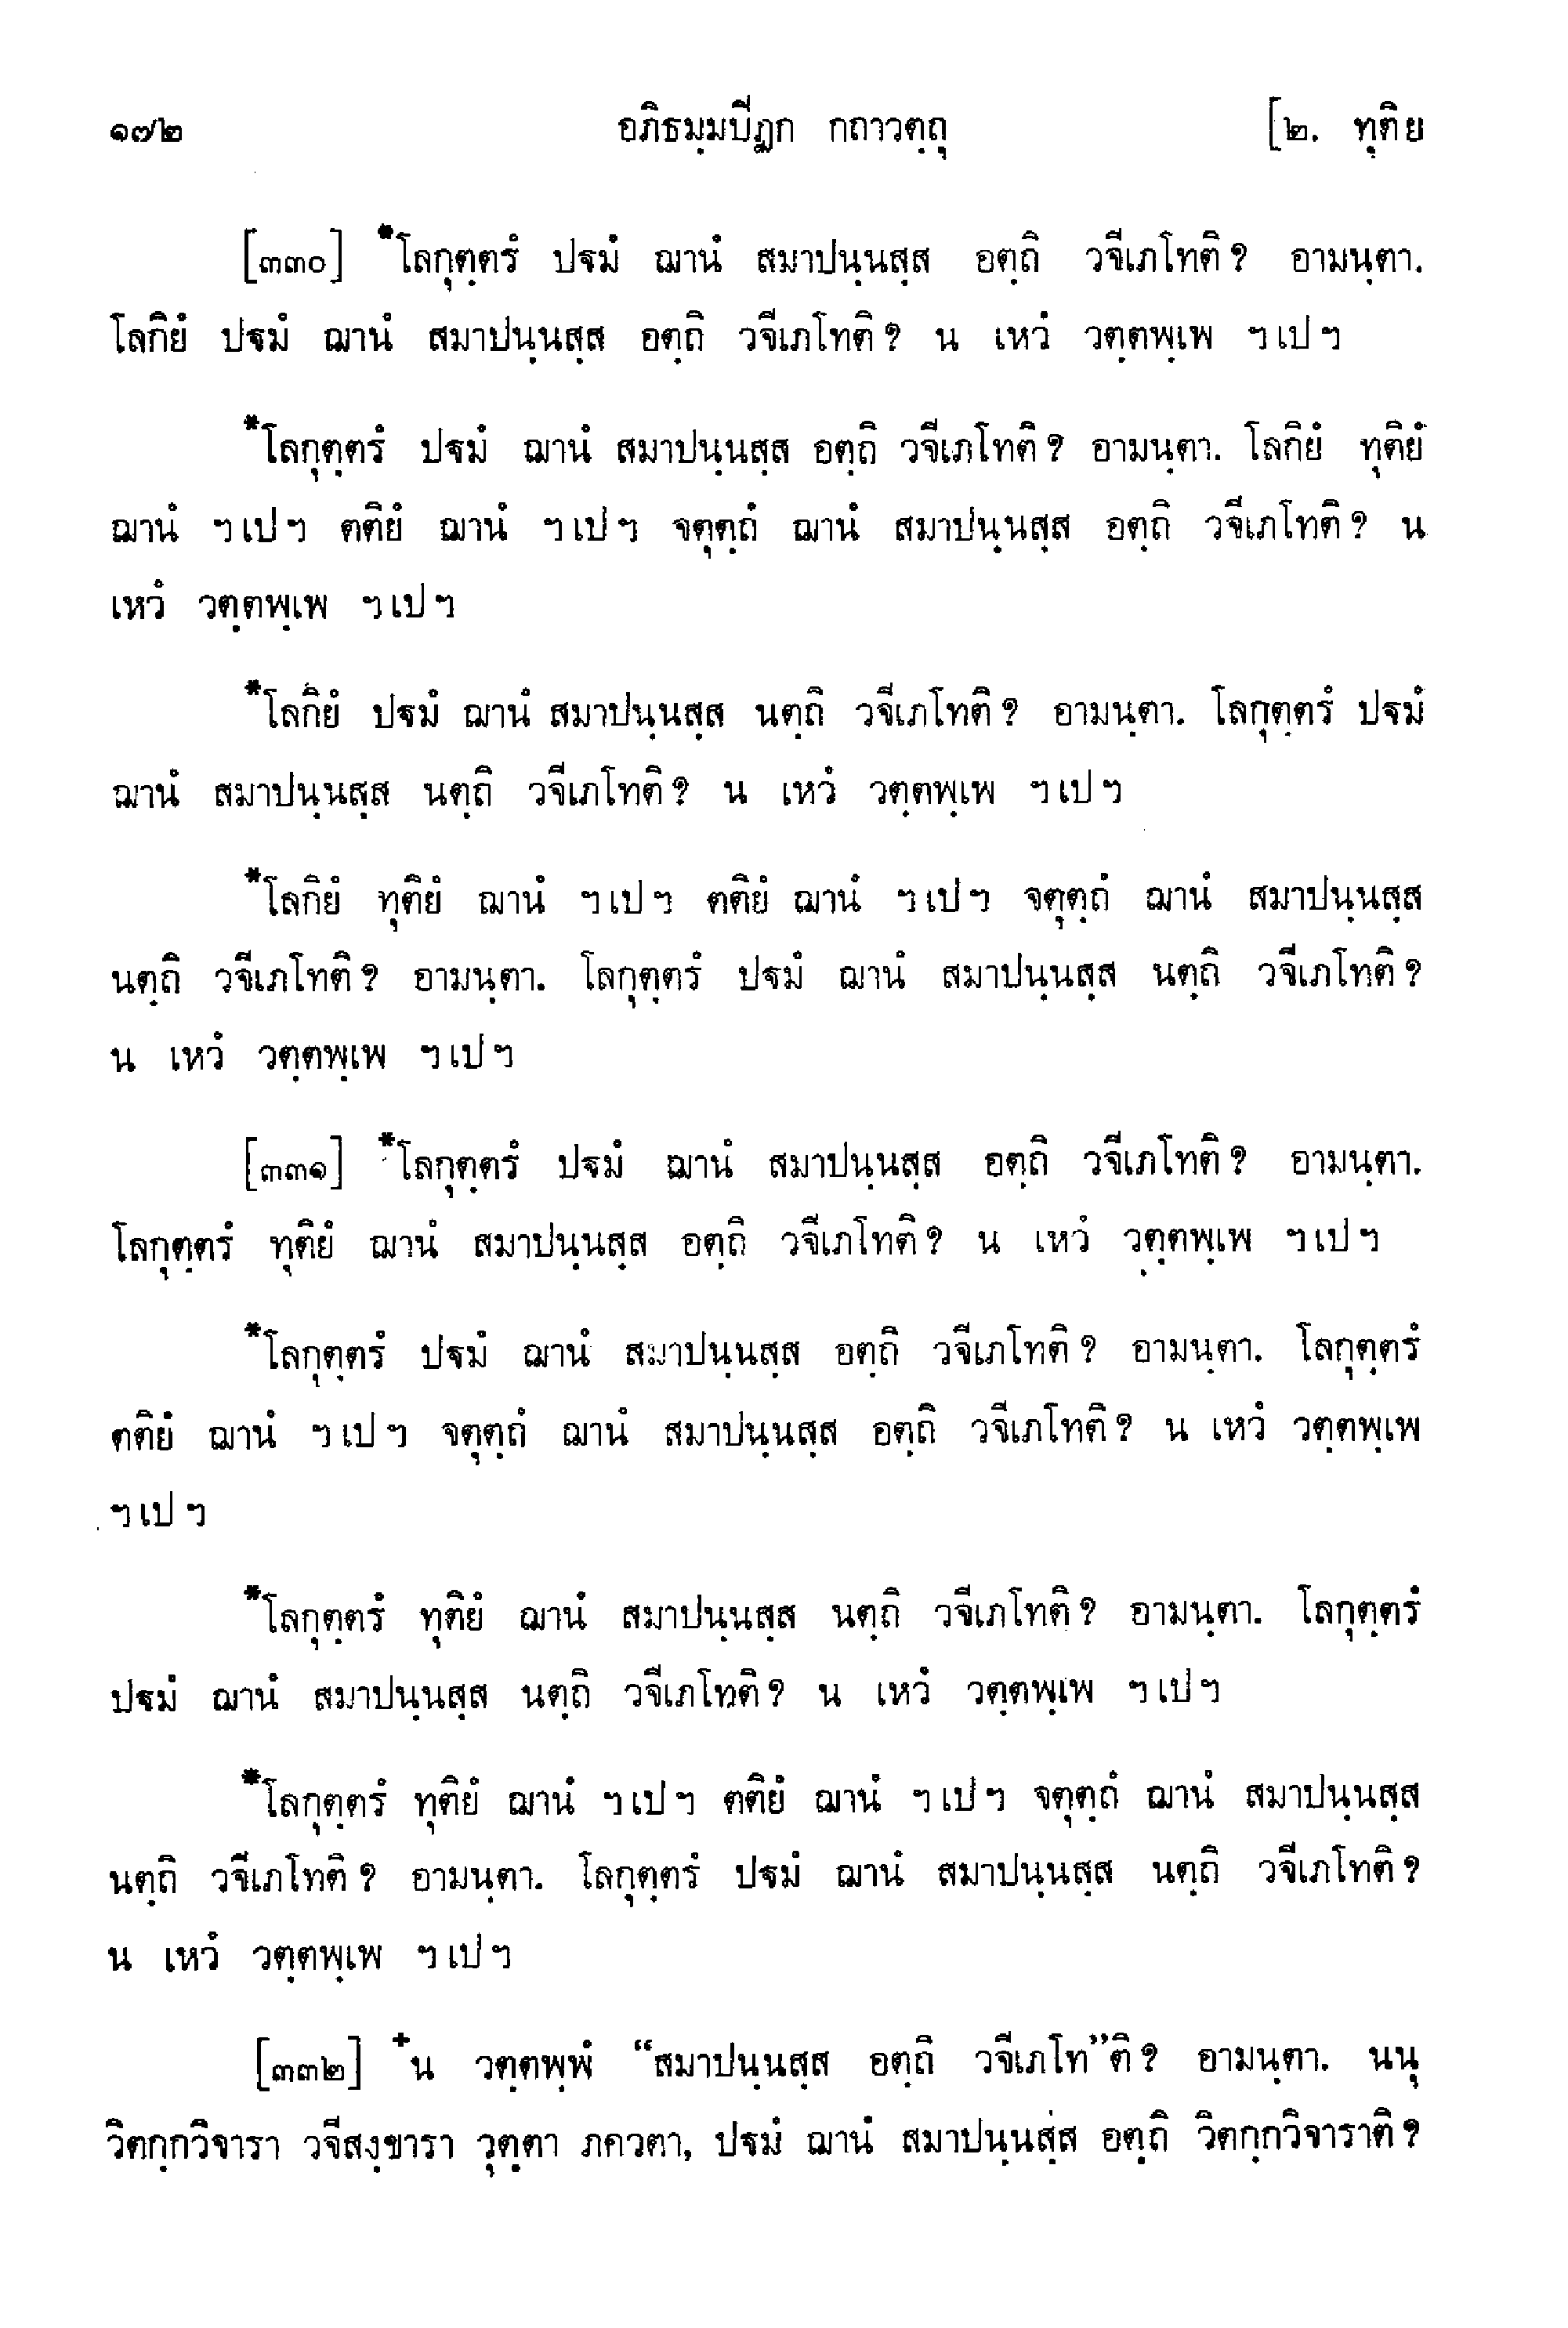 ๑๗๒ อภิธมฺมปีฏก กถาวตฺถุ [๒. ทุติย
[๓๓๐] *โลกุตฺตรํ ปฐมํ ฌานํ สมาปนฺนสฺส อตฺถิ วจีเภโทติ? อามนฺตา.
โลกิยํ ปฐมํ ฌานํ สมาปนฺนสฺส อตฺถิ วจีเภโทติ? น เหวํ วตฺตพฺเพ ฯเปฯ
*โลกุตฺตรํ ปฐมํ ฌานํ สมาปนฺนสฺส อตฺถิ วจีเภโทติ? อามนฺตา. โลกิยํ ทุติยํ
ฌานํ ฯเปฯ ตติยํ ฌานํ ฯเปฯ จตุตฺถํ ฌานํ สมาปนฺนสฺส อตฺถิ วจีเภโทติ? น
เหวํ วตฺตพฺเพ ฯเปฯ
*โลกิยํ ปฐมํ ฌานํ สมาปนฺนสฺส นตฺถิ วจีเภโทติ? อามนฺตา. โลกุตฺตรํ ปฐมํ
ฌานํ สมาปนฺนสฺส นตฺถิ วจีเภโทติ? น เหวํ วตฺตพฺเพ ฯเปฯ
*โลกิยํ ทุติยํ ฌานํ ฯเปฯ ตติยํ ฌานํ ฯเปฯ จตุตฺถํ ฌานํ สมาปนฺนสฺส
นตฺถิ วจีเภโทติ? อามนฺตา. โลกุตฺตรํ ปฐมํ ฌานํ สมาปนฺนสฺส นตฺถิ วจีเภโทติ?
น เหวํ วตฺตพฺเพ ฯเปฯ
[๓๓๑] *โลกุตฺตรํ ปฐมํ ฌานํ สมาปนฺนสฺส อตฺถิ วจีเภโทติ? อามนฺตา.
โลกุตฺตรํ ทุติยํ ฌานํ สมาปนฺนสฺส อตฺถิ วจีเภโทติ? น เหวํ วตฺตพฺเพ ฯเปฯ
*โลกุตฺตรํ ปฐมํ ฌานํ สมาปนฺนสฺส อตฺถิ วจีเภโทติ? อามนฺตา. โลกุตฺตรํ
ตติยํ ฌานํ ฯเปฯ จตุตฺถํ ฌานํ สมาปนฺนสฺส อตฺถิ วจีเภโทติ? น เหวํ วตฺตพฺเพ
ฯเปฯ
*โลกุตฺตรํ ทุติยํ ฌานํ สมาปนฺนสฺส นตฺถิ วจีเภโทติ? อามนฺตา. โลกุตฺตรํ
ปฐมํ ฌานํ สมาปนฺนสฺส นตฺถิ วจีเภโทติ? น เหวํ วตฺตพฺเพ ฯเปฯ
*โลกุตฺตรํ ทุติยํ ฌานํ ฯเปฯ ตติยํ ฌานํ ฯเปฯ จตุตฺถํ ฌานํ สมาปนฺนสฺส
นตฺถิ วจีเภโทติ? อามนฺตา. โลกุตฺตรํ ปฐมํ ฌานํ สมาปนฺนสฺส นตฺถิ วจีเภโทติ?
น เหวํ วตฺตพฺเพ ฯเปฯ
[๓๓๒] +น วตฺตพฺพํ “สมาปนฺนสฺส อตฺถิ วจีเภโท”ติ? อามนฺตา. นนุ
วิตกฺกวิจารา วจีสงฺขารา วุตฺตา ภควตา, ปฐมํ ฌานํ สมาปนฺนสฺส อตฺถิ วิตกฺกวิจาราติ?